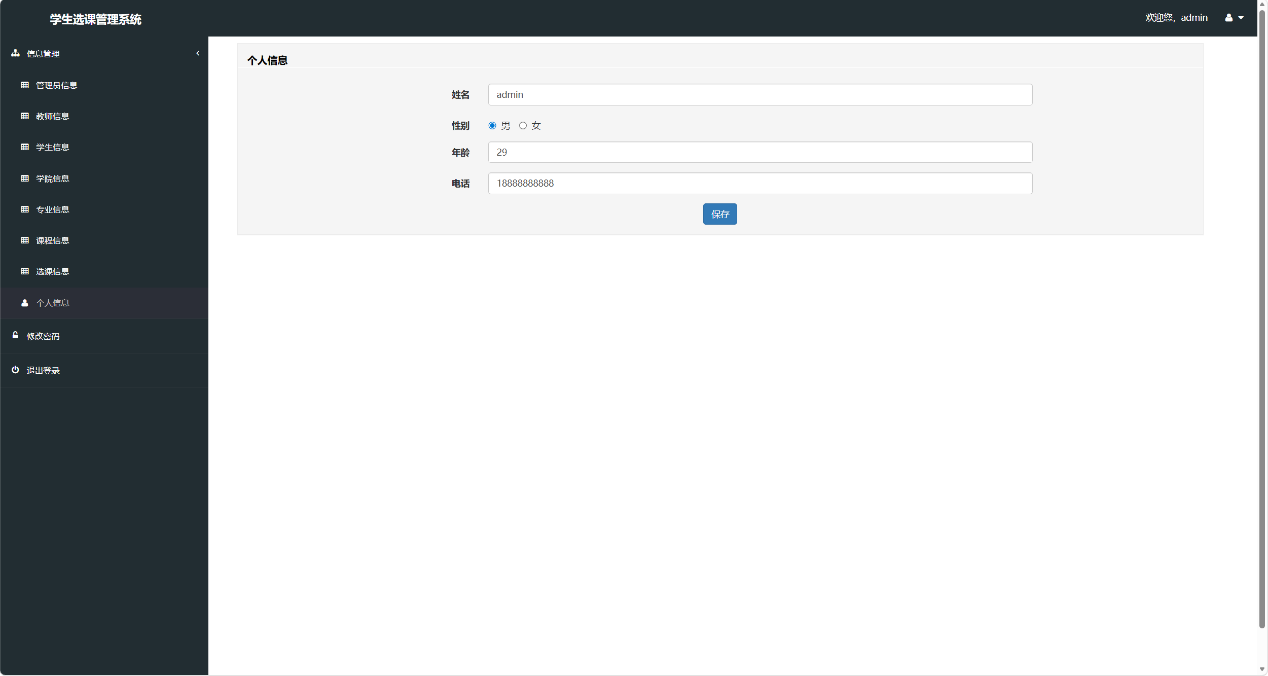 学生选课管理系统
欢迎您，admin
信息管理
管理员信息
教师信息
学生信息
学院信息
专业信息
课程信息
选课信息
个人信息
修改密码
退出登录
个人信息
姓名 admin
性别 男 女
年龄 29
电话 18888888888
保存